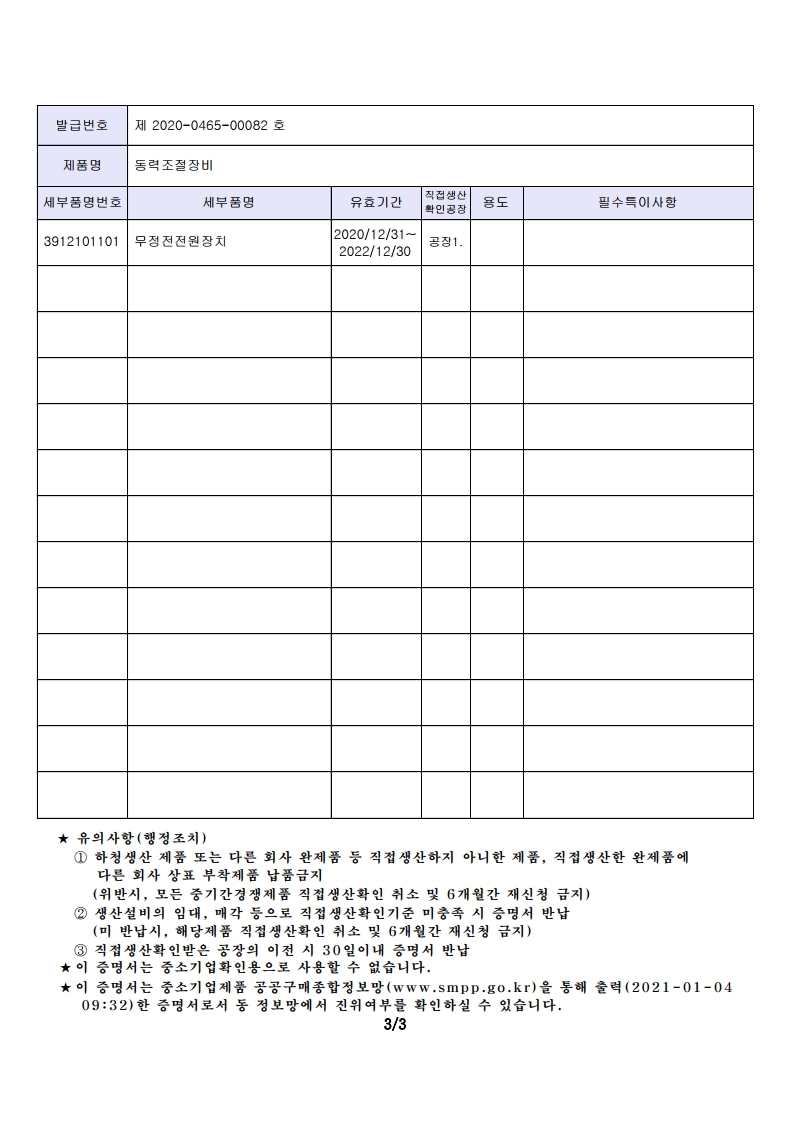 발급번호 제 2020-0465-00082 호
제품명 동력조절장비
세부품명번호 세부품명 유효기간 직접생산 확인공장 용도 필수특이사항
3912101101 무정전전원장치 2020/12/31~ 2022/12/30 공장1.
★ 유의사항(행정조치)
① 하청생산 제품 또는 다른 회사 완제품 등 직접생산하지 아니한 제품, 직접생산한 완제품에
다른 회사 상표 부착제품 납품금지
(위반시, 모든 중기간경쟁제품 직접생산확인 취소 및 6개월간 재신청 금지)
② 생산설비의 임대, 매각 등으로 직접생산확인기준 미충족 시 증명서 반납
(미 반납시, 해당제품 직접생산확인 취소 및 6개월간 재신청 금지)
③ 직접생산확인받은 공장의 이전 시 30일이내 증명서 반납
★이 증명서는 중소기업확인용으로 사용할 수 없습니다.
★이 증명서는 중소기업제품 공공구매종합정보망(www.smpp.go.kr)을 통해 출력(2021-01-04
09:32)한 증명서로서 동 정보망에서 진위여부를 확인하실 수 있습니다.
3/3